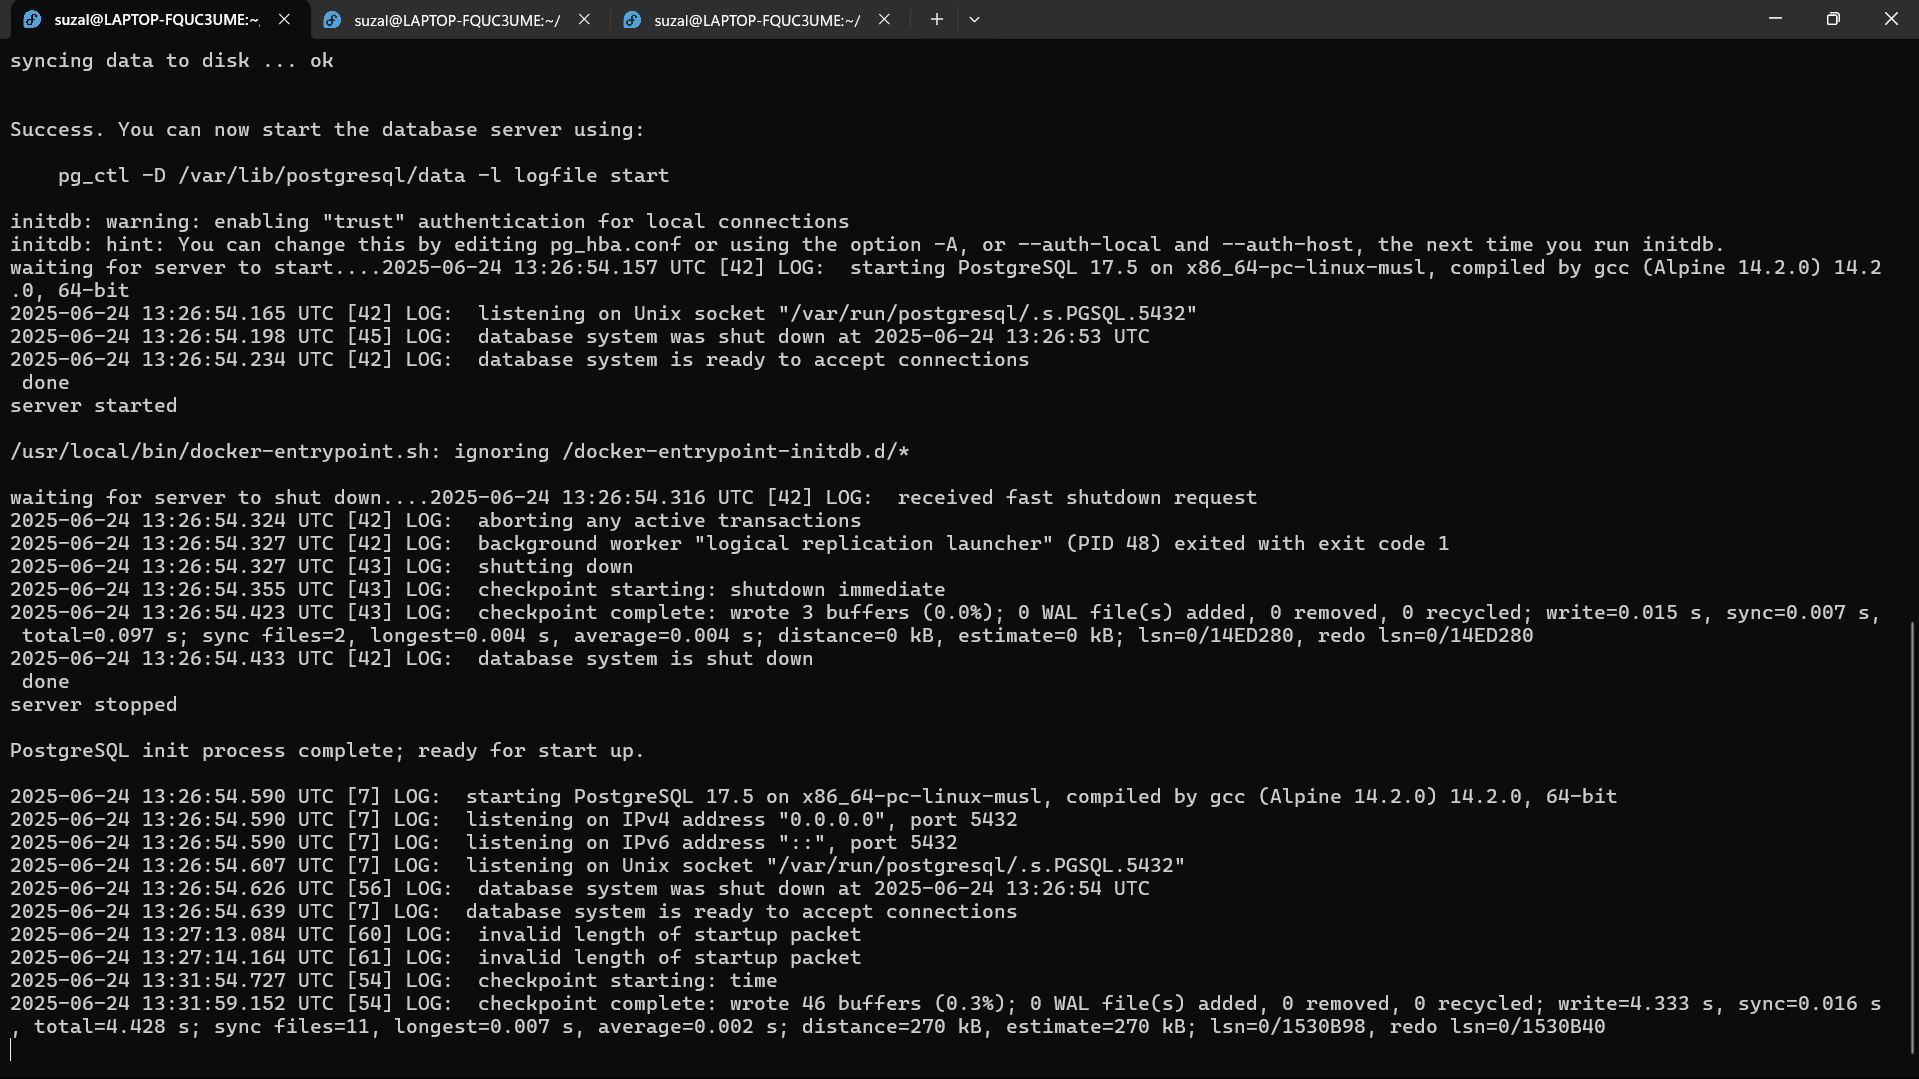 suzal@LAPTOP-FQUC3UME:~
suzal@LAPTOP-FQUC3UME:~/
suzal@LAPTOP-FQUC3UME:~/
syncing data to disk ... ok
Success. You can now start the database server using:
    pg_ctl -D /var/lib/postgresql/data -l logfile start
initdb: warning: enabling "trust" authentication for local connections
initdb: hint: You can change this by editing pg_hba.conf or using the option -A, or --auth-local and --auth-host, the next time you run initdb.
waiting for server to start....2025-06-24 13:26:54.157 UTC [42] LOG:  starting PostgreSQL 17.5 on x86_64-pc-linux-musl, compiled by gcc (Alpine 14.2.0) 14.2
.0, 64-bit
2025-06-24 13:26:54.165 UTC [42] LOG:  listening on Unix socket "/var/run/postgresql/.s.PGSQL.5432"
2025-06-24 13:26:54.198 UTC [45] LOG:  database system was shut down at 2025-06-24 13:26:53 UTC
2025-06-24 13:26:54.234 UTC [42] LOG:  database system is ready to accept connections
 done
server started
/usr/local/bin/docker-entrypoint.sh: ignoring /docker-entrypoint-initdb.d/*
waiting for server to shut down....2025-06-24 13:26:54.316 UTC [42] LOG:  received fast shutdown request
2025-06-24 13:26:54.324 UTC [42] LOG:  aborting any active transactions
2025-06-24 13:26:54.327 UTC [42] LOG:  background worker "logical replication launcher" (PID 48) exited with exit code 1
2025-06-24 13:26:54.327 UTC [43] LOG:  shutting down
2025-06-24 13:26:54.355 UTC [43] LOG:  checkpoint starting: shutdown immediate
2025-06-24 13:26:54.423 UTC [43] LOG:  checkpoint complete: wrote 3 buffers (0.0%); 0 WAL file(s) added, 0 removed, 0 recycled; write=0.015 s, sync=0.007 s,
 total=0.097 s; sync files=2, longest=0.004 s, average=0.004 s; distance=0 kB, estimate=0 kB; lsn=0/14ED280, redo lsn=0/14ED280
2025-06-24 13:26:54.433 UTC [42] LOG:  database system is shut down
 done
server stopped
PostgreSQL init process complete; ready for start up.
2025-06-24 13:26:54.590 UTC [7] LOG:  starting PostgreSQL 17.5 on x86_64-pc-linux-musl, compiled by gcc (Alpine 14.2.0) 14.2.0, 64-bit
2025-06-24 13:26:54.590 UTC [7] LOG:  listening on IPv4 address "0.0.0.0", port 5432
2025-06-24 13:26:54.590 UTC [7] LOG:  listening on IPv6 address "::", port 5432
2025-06-24 13:26:54.607 UTC [7] LOG:  listening on Unix socket "/var/run/postgresql/.s.PGSQL.5432"
2025-06-24 13:26:54.626 UTC [56] LOG:  database system was shut down at 2025-06-24 13:26:54 UTC
2025-06-24 13:26:54.639 UTC [7] LOG:  database system is ready to accept connections
2025-06-24 13:27:13.084 UTC [60] LOG:  invalid length of startup packet
2025-06-24 13:27:14.164 UTC [61] LOG:  invalid length of startup packet
2025-06-24 13:31:54.727 UTC [54] LOG:  checkpoint starting: time
2025-06-24 13:31:59.152 UTC [54] LOG:  checkpoint complete: wrote 46 buffers (0.3%); 0 WAL file(s) added, 0 removed, 0 recycled; write=4.333 s, sync=0.016 s
, total=4.428 s; sync files=11, longest=0.007 s, average=0.002 s; distance=270 kB, estimate=270 kB; lsn=0/1530B98, redo lsn=0/1530B40